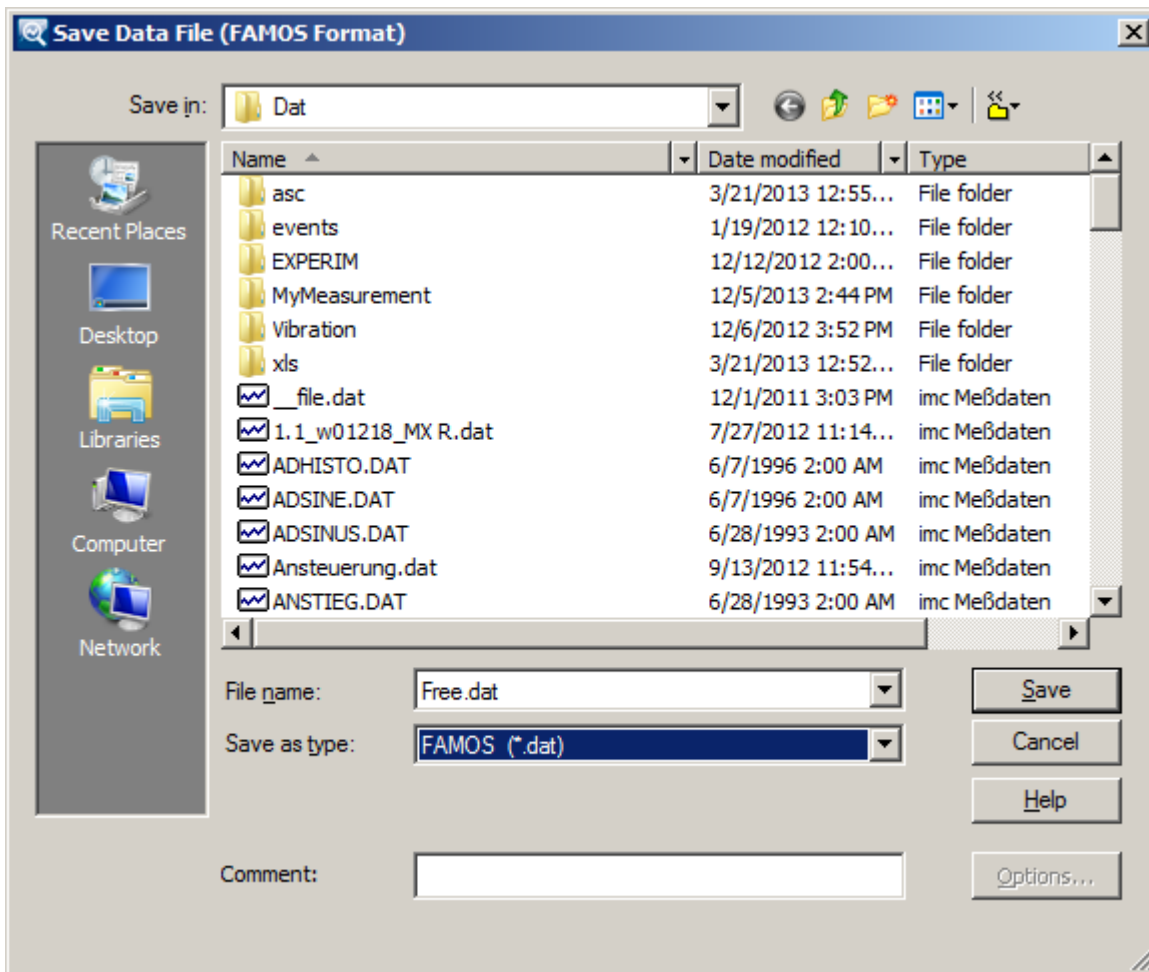 Save Data File (FAMOS Format)
Save in: Dat
Name Date modified Type
asc 3/21/2013 12:55... File folder
events 1/19/2012 12:10... File folder
EXPERIM 12/12/2012 2:00... File folder
MyMeasurement 12/5/2013 2:44 PM File folder
Vibration 12/6/2012 3:52 PM File folder
xls 3/21/2013 12:52... File folder
__file.dat 12/1/2011 3:03 PM imc Meßdaten
1.1_w01218_MX R.dat 7/27/2012 11:14... imc Meßdaten
ADHISTO.DAT 6/7/1996 2:00 AM imc Meßdaten
ADSINE.DAT 6/7/1996 2:00 AM imc Meßdaten
ADSINUS.DAT 6/28/1993 2:00 AM imc Meßdaten
Ansteuerung.dat 9/13/2012 11:54... imc Meßdaten
ANSTIEG.DAT 6/28/1993 2:00 AM imc Meßdaten
Recent Places
Desktop
Libraries
Computer
Network
File name: Free.dat Save
Save as type: FAMOS (*.dat) Cancel
Help
Comment: Options...